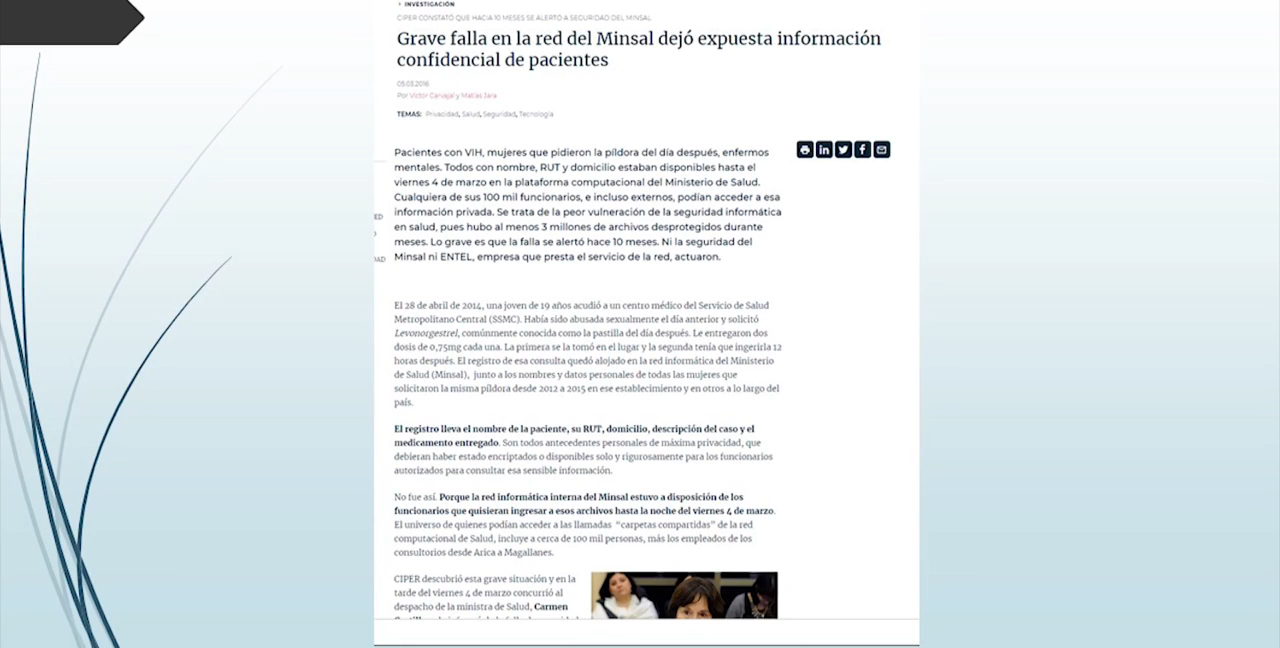 INVESTIGACIÓN
CIPER CONSTATÓ QUE HACIA 10 MESES SE ALERTÓ A SEGURIDAD DEL MINSAL
Grave falla en la red del Minsal dejó expuesta información
confidencial de pacientes
05.03.2016
Por Víctor Carvajal y Matías Jara
TEMAS: Privacidad, Salud, Seguridad, Tecnología
Pacientes con VIH, mujeres que pidieron la píldora del día después, enfermos
mentales. Todos con nombre, RUT y domicilio estaban disponibles hasta el
viernes 4 de marzo en la plataforma computacional del Ministerio de Salud.
Cualquiera de sus 100 mil funcionarios, e incluso externos, podían acceder a esa
información privada. Se trata de la peor vulneración de la seguridad informática
en salud, pues hubo al menos 3 millones de archivos desprotegidos durante
meses. Lo grave es que la falla se alertó hace 10 meses. Ni la seguridad del
Minsal ni ENTEL, empresa que presta el servicio de la red, actuaron.
El 28 de abril de 2014, una joven de 19 años acudió a un centro médico del Servicio de Salud
Metropolitano Central (SSMC). Había sido abusada sexualmente el día anterior y solicitó
Levonorgestrel, comúnmente conocida como la pastilla del día después. Le entregaron dos
dosis de 0,75mg cada una. La primera se la tomó en el lugar y la segunda tenía que ingerirla 12
horas después. El registro de esa consulta quedó alojado en la red informática del Ministerio
de Salud (Minsal), junto a los nombres y datos personales de todas las mujeres que
solicitaron la misma píldora desde 2012 a 2015 en ese establecimiento y en otros a lo largo del
país.
El registro lleva el nombre de la paciente, su RUT, domicilio, descripción del caso y el
medicamento entregado. Son todos antecedentes personales de máxima privacidad, que
debieran haber estado encriptados o disponibles solo y rigurosamente para los funcionarios
autorizados para consultar esa sensible información.
No fue así. Porque la red informática interna del Minsal estuvo a disposición de los
funcionarios que quisieran ingresar a esos archivos hasta la noche del viernes 4 de marzo.
El universo de quienes podían acceder a las llamadas "carpetas compartidas" de la red
computacional de Salud, incluye a cerca de 100 mil personas, más los empleados de los
consultorios desde Arica a Magallanes.
CIPER descubrió esta grave situación y en la
tarde del viernes 4 de marzo concurrió al
despacho de la ministra de Salud, Carmen